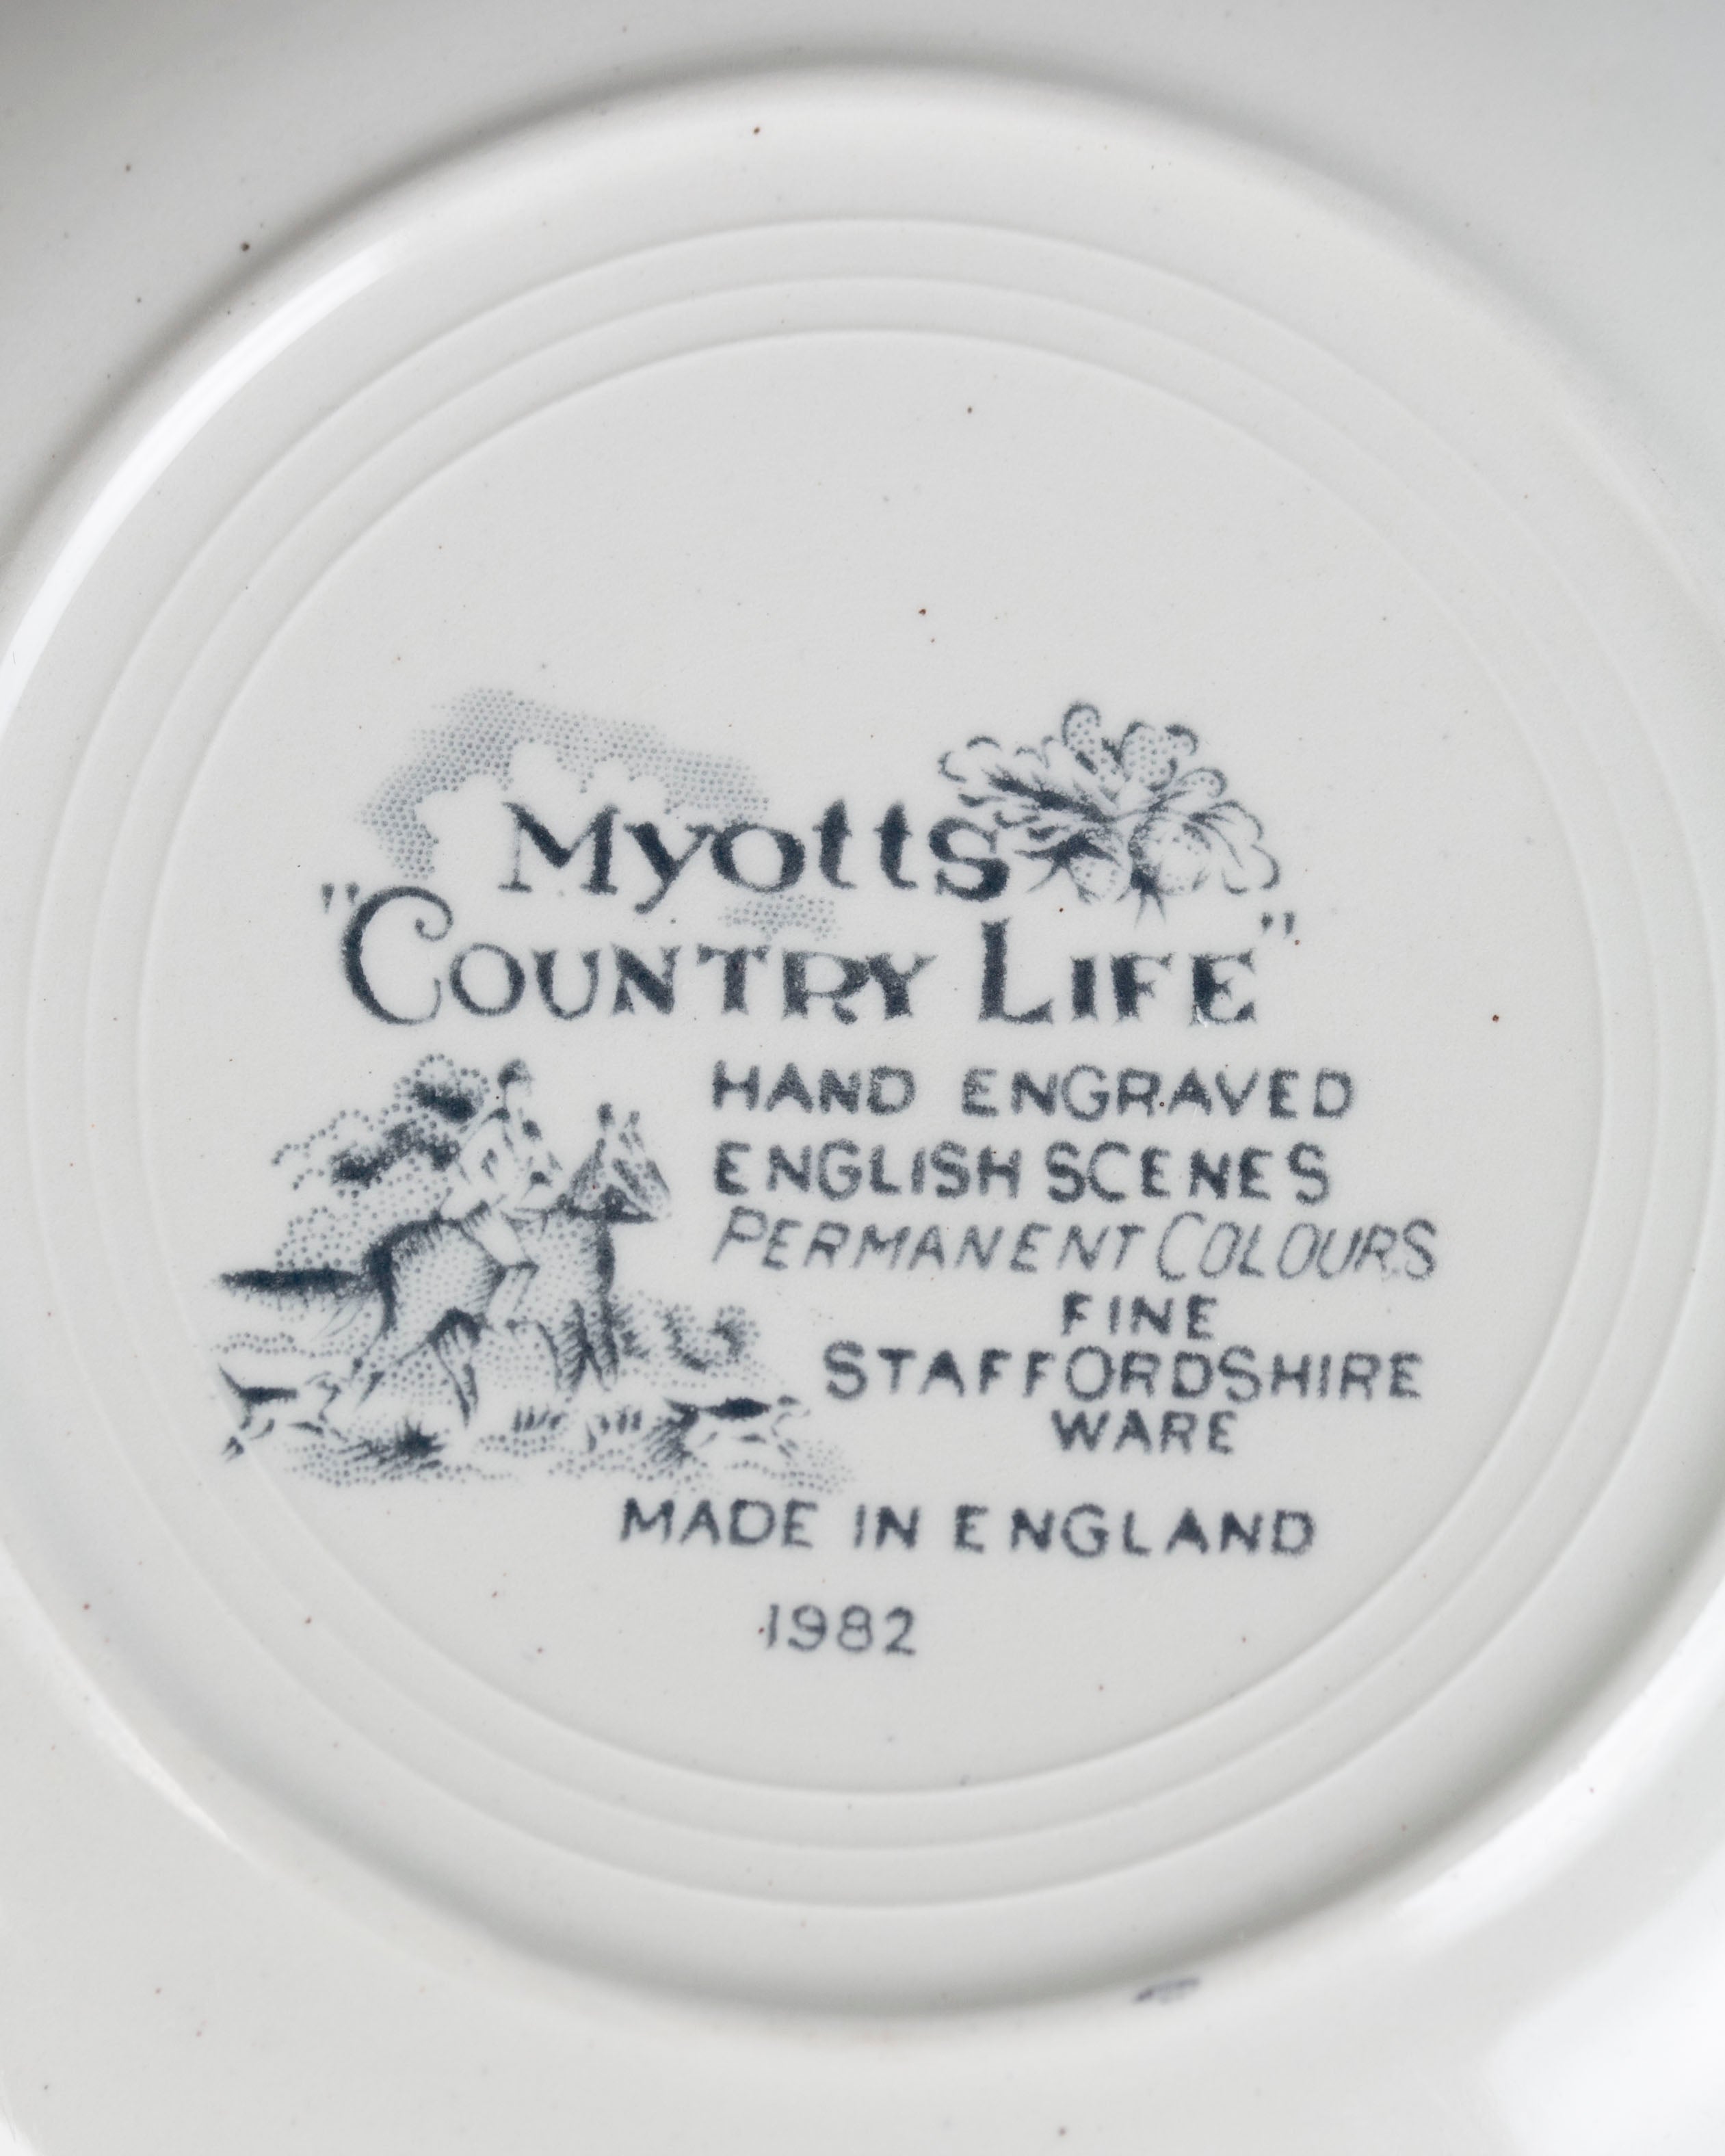 Myotts
"COUNTRY LIFE"
HAND ENGRAVED
ENGLISH SCENES
PERMANENT COLOURS
FINE
STAFFORDSHIRE
WARE
MADE IN ENGLAND
1982